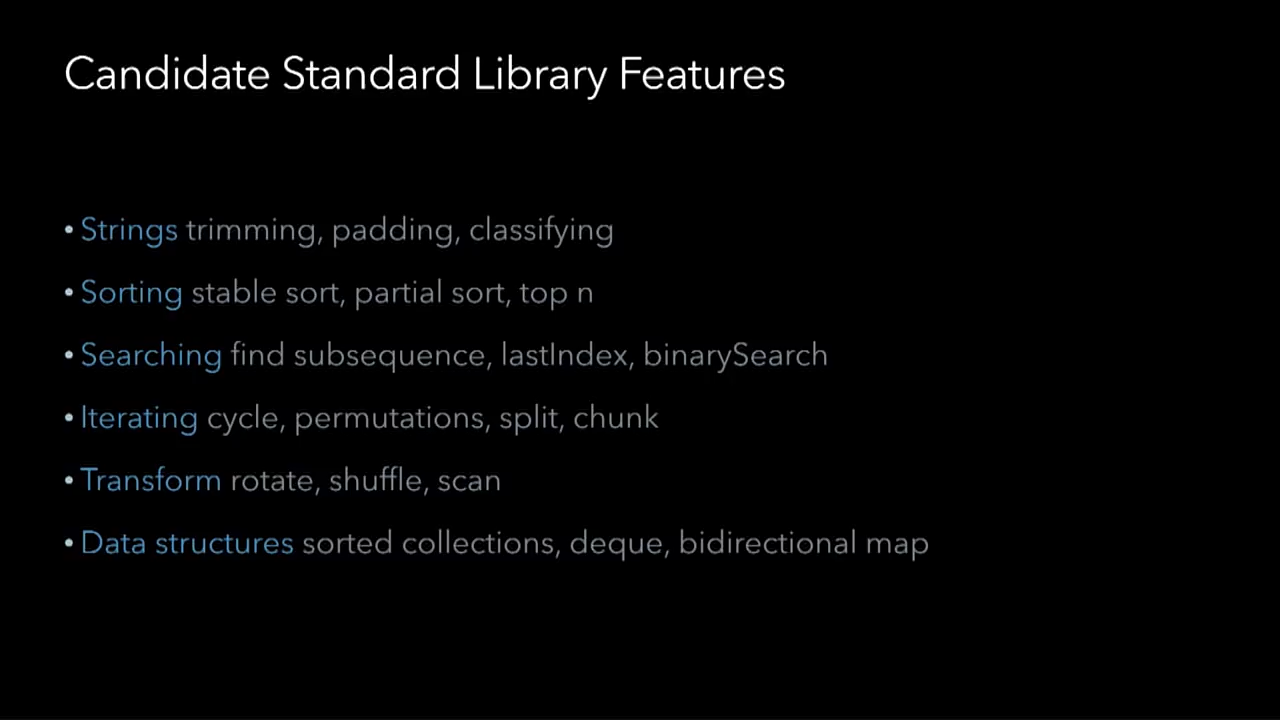 Candidate Standard Library Features
• Strings trimming, padding, classifying
• Sorting stable sort, partial sort, top n
• Searching find subsequence, lastIndex, binarySearch
• Iterating cycle, permutations, split, chunk
• Transform rotate, shuffle, scan
• Data structures sorted collections, deque, bidirectional map